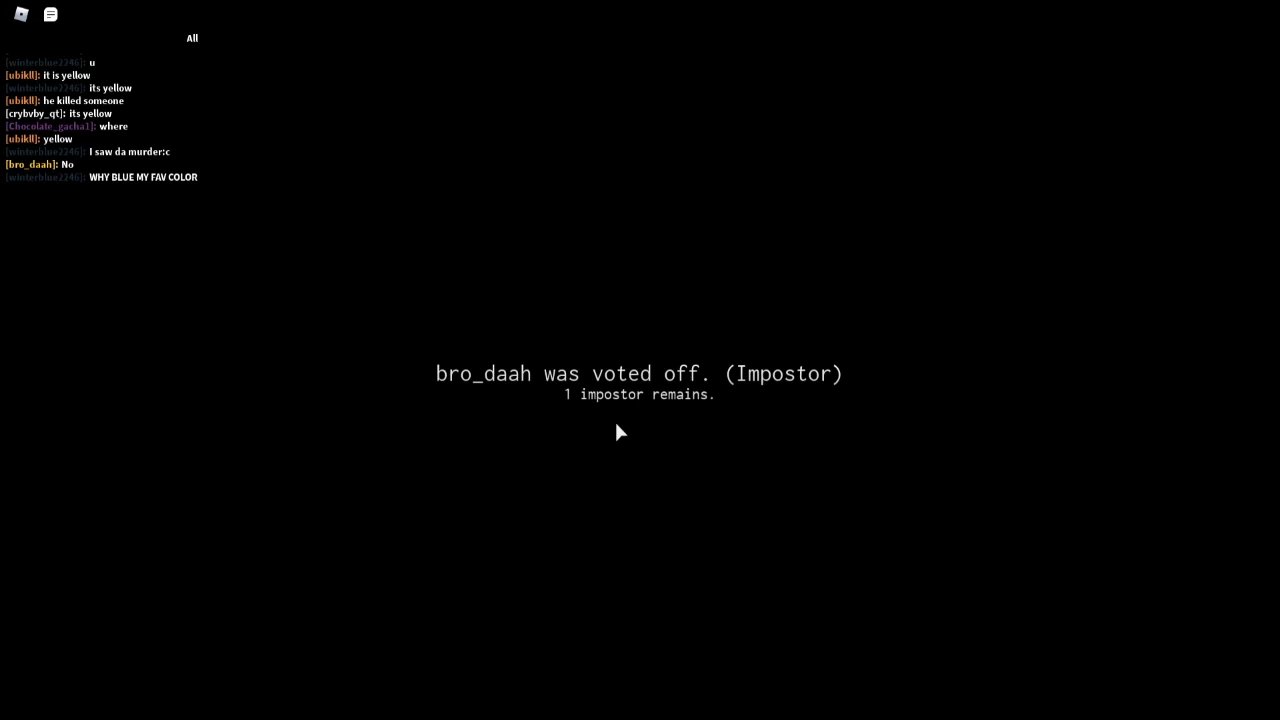 All
[winterblue2246]: u
[ubikll]: it is yellow
[winterblue2246]: its yellow
[ubikll]: he killed someone
[crybvby_qt]: its yellow
[Chocolate_gacha1]: where
[ubikll]: yellow
[winterblue2246]: I saw da murder:c
[bro_daah]: No
[winterblue2246]: WHY BLUE MY FAV COLOR
bro_daah was voted off. (Impostor)
1 impostor remains.